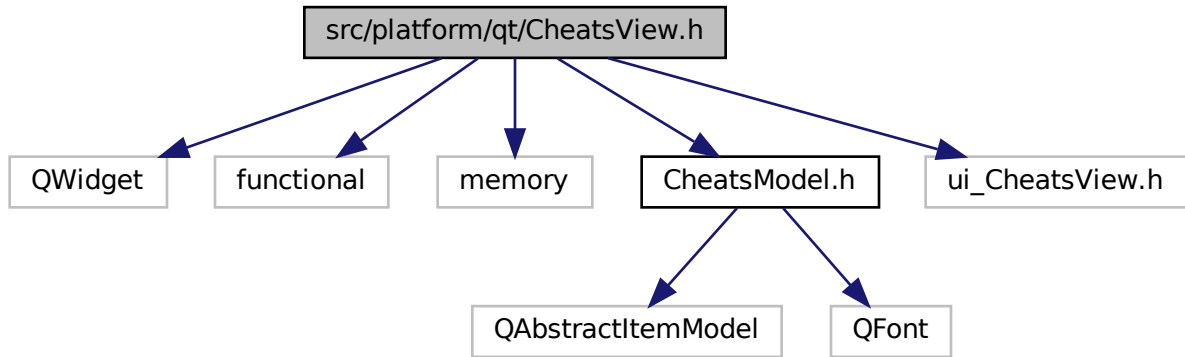 src/platform/qt/CheatsView.h
QWidget
functional
memory
CheatsModel.h
ui_CheatsView.h
QAbstractItemModel
QFont